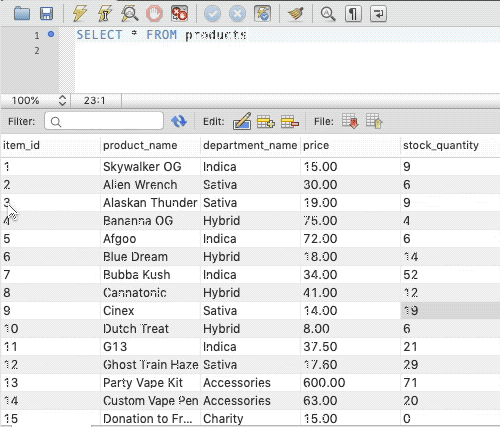 1 SELECT * FROM products
2
100% 23:1
Filter: Edit: File:
item_id product_name department_name price stock_quantity
1 Skywalker OG Indica 15.00 9
2 Alien Wrench Sativa 30.00 6
3 Alaskan Thunder Sativa 19.00 9
4 Bananna OG Hybrid 75.00 4
5 Afgoo Indica 72.00 6
6 Blue Dream Hybrid 18.00 14
7 Bubba Kush Indica 34.00 52
8 Cannatonic Hybrid 41.00 12
9 Cinex Sativa 14.00 19
10 Dutch Treat Hybrid 8.00 6
11 G13 Indica 37.50 21
12 Ghost Train Haze Sativa 17.60 29
13 Party Vape Kit Accessories 600.00 71
14 Custom Vape Pen Accessories 63.00 20
15 Donation to Fr... Charity 15.00 0